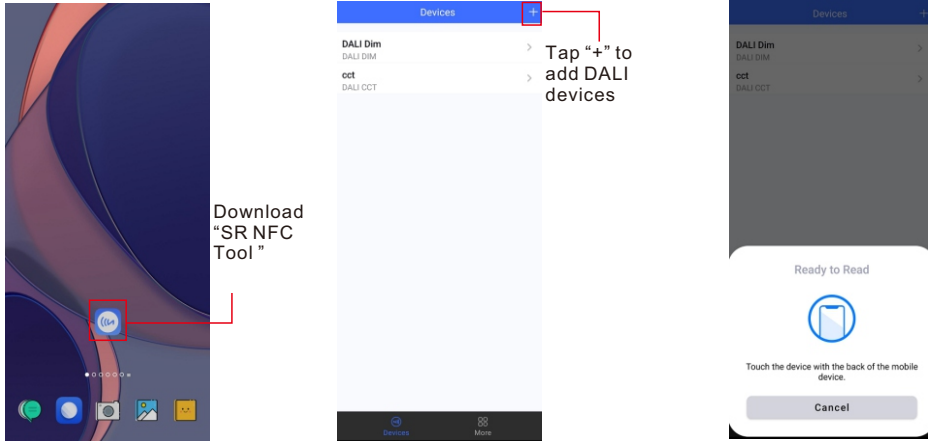 Download
“SR NFC
Tool ”
Devices
+
DALI Dim
DALI DIM
cct
DALI CCT
Devices
More
Tap “+” to
add DALI
devices
Devices
+
DALI Dim
DALI DIM
cct
DALI CCT
Ready to Read
Touch the device with the back of the mobile
device.
Cancel